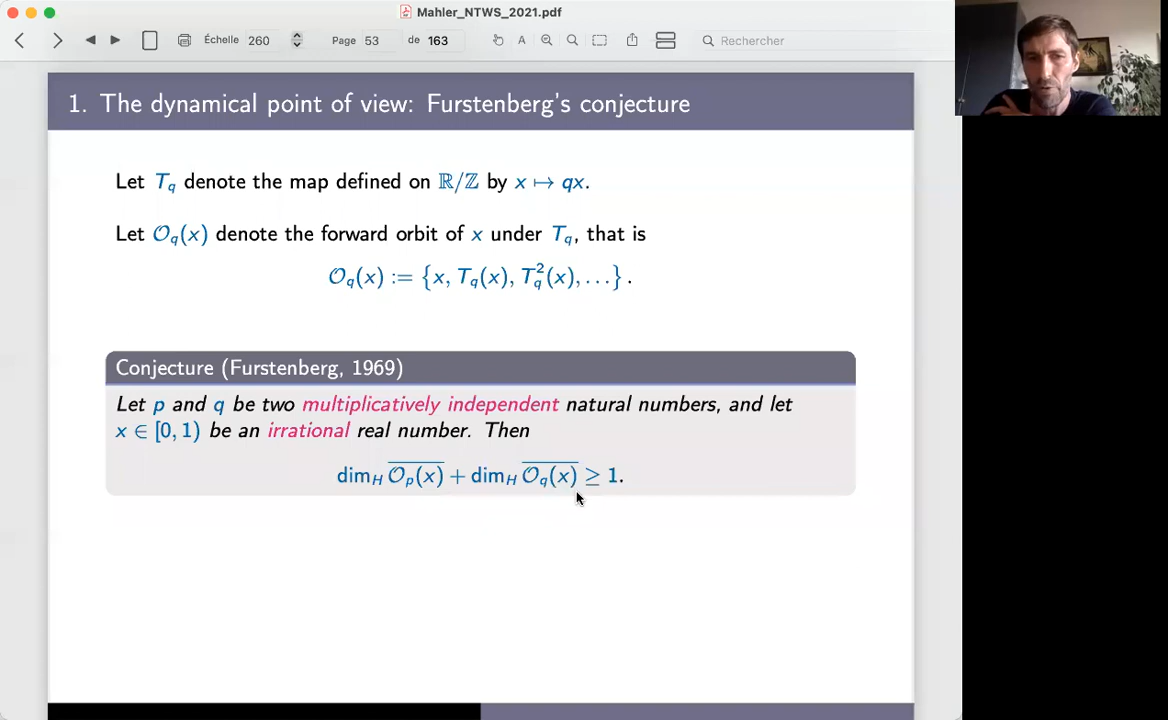 Mahler_NTWS_2021.pdf
Échelle 260 Page 53 de 163 Rechercher
1. The dynamical point of view: Furstenberg's conjecture
Let T_q denote the map defined on ℝ/ℤ by x ↦ qx.
Let 𝒪_q(x) denote the forward orbit of x under T_q, that is
𝒪_q(x) := {x, T_q(x), T_q^2(x), …} .
Conjecture (Furstenberg, 1969)
Let p and q be two multiplicatively independent natural numbers, and let
x ∈ [0, 1) be an irrational real number. Then
dim_H \overline{𝒪_p(x)} + dim_H \overline{𝒪_q(x)} ≥ 1.